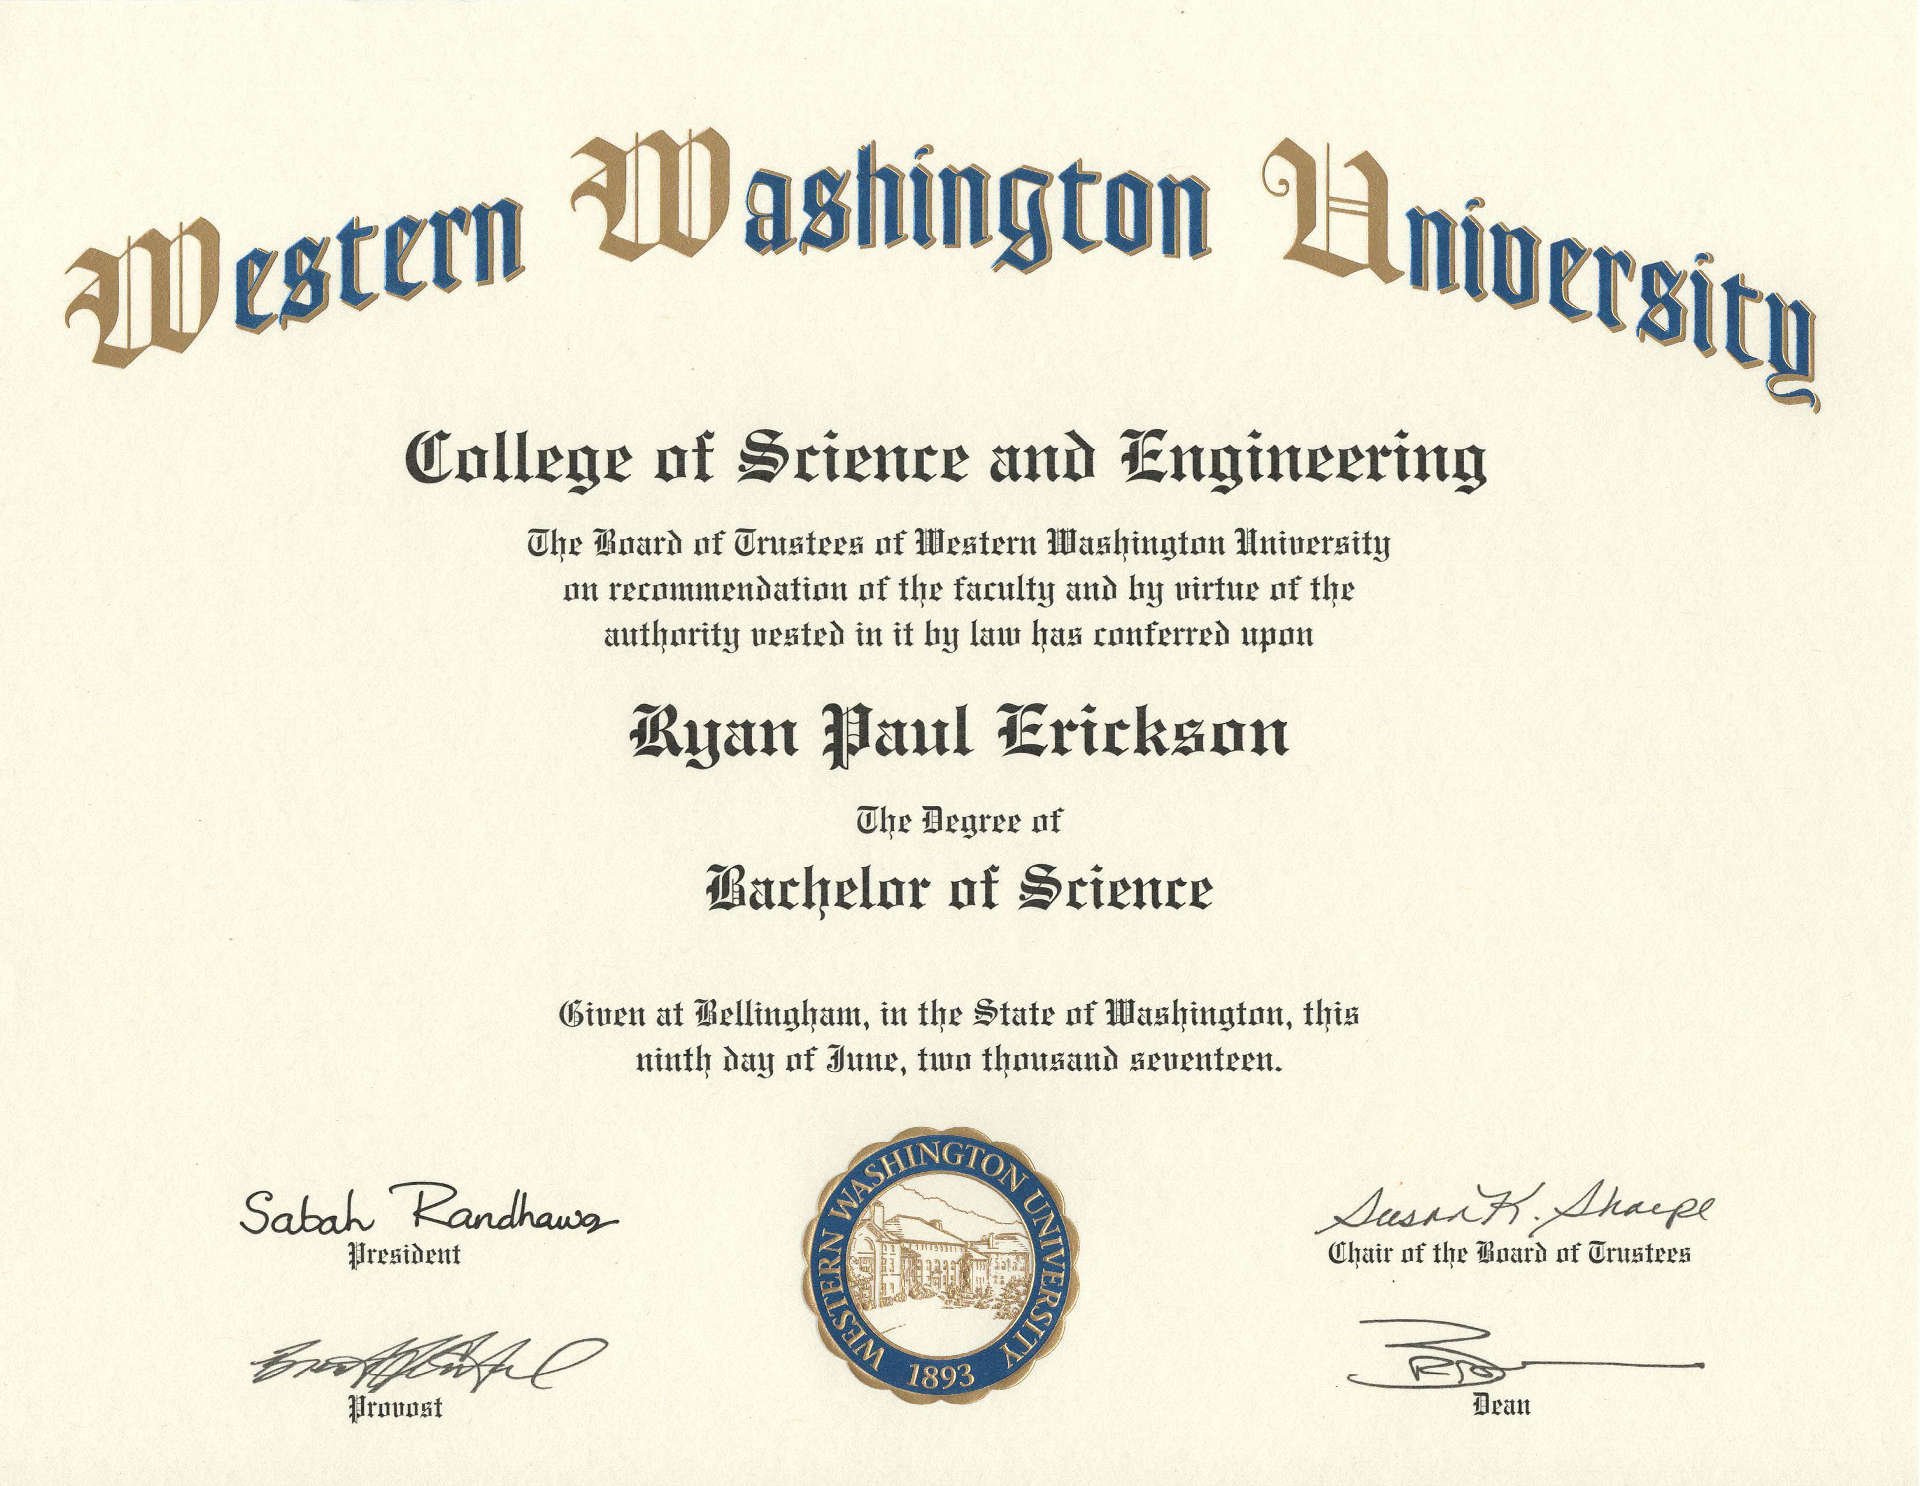 Western Washington University
College of Science and Engineering
The Board of Trustees of Western Washington University
on recommendation of the faculty and by virtue of the
authority vested in it by law has conferred upon
Ryan Paul Erickson
The Degree of
Bachelor of Science
Given at Bellingham, in the State of Washington, this
ninth day of June, two thousand seventeen.
Sabah Randhawa
President
Susan K. Sharpe
Chair of the Board of Trustees
WESTERN WASHINGTON UNIVERSITY
1893
Provost
Dean